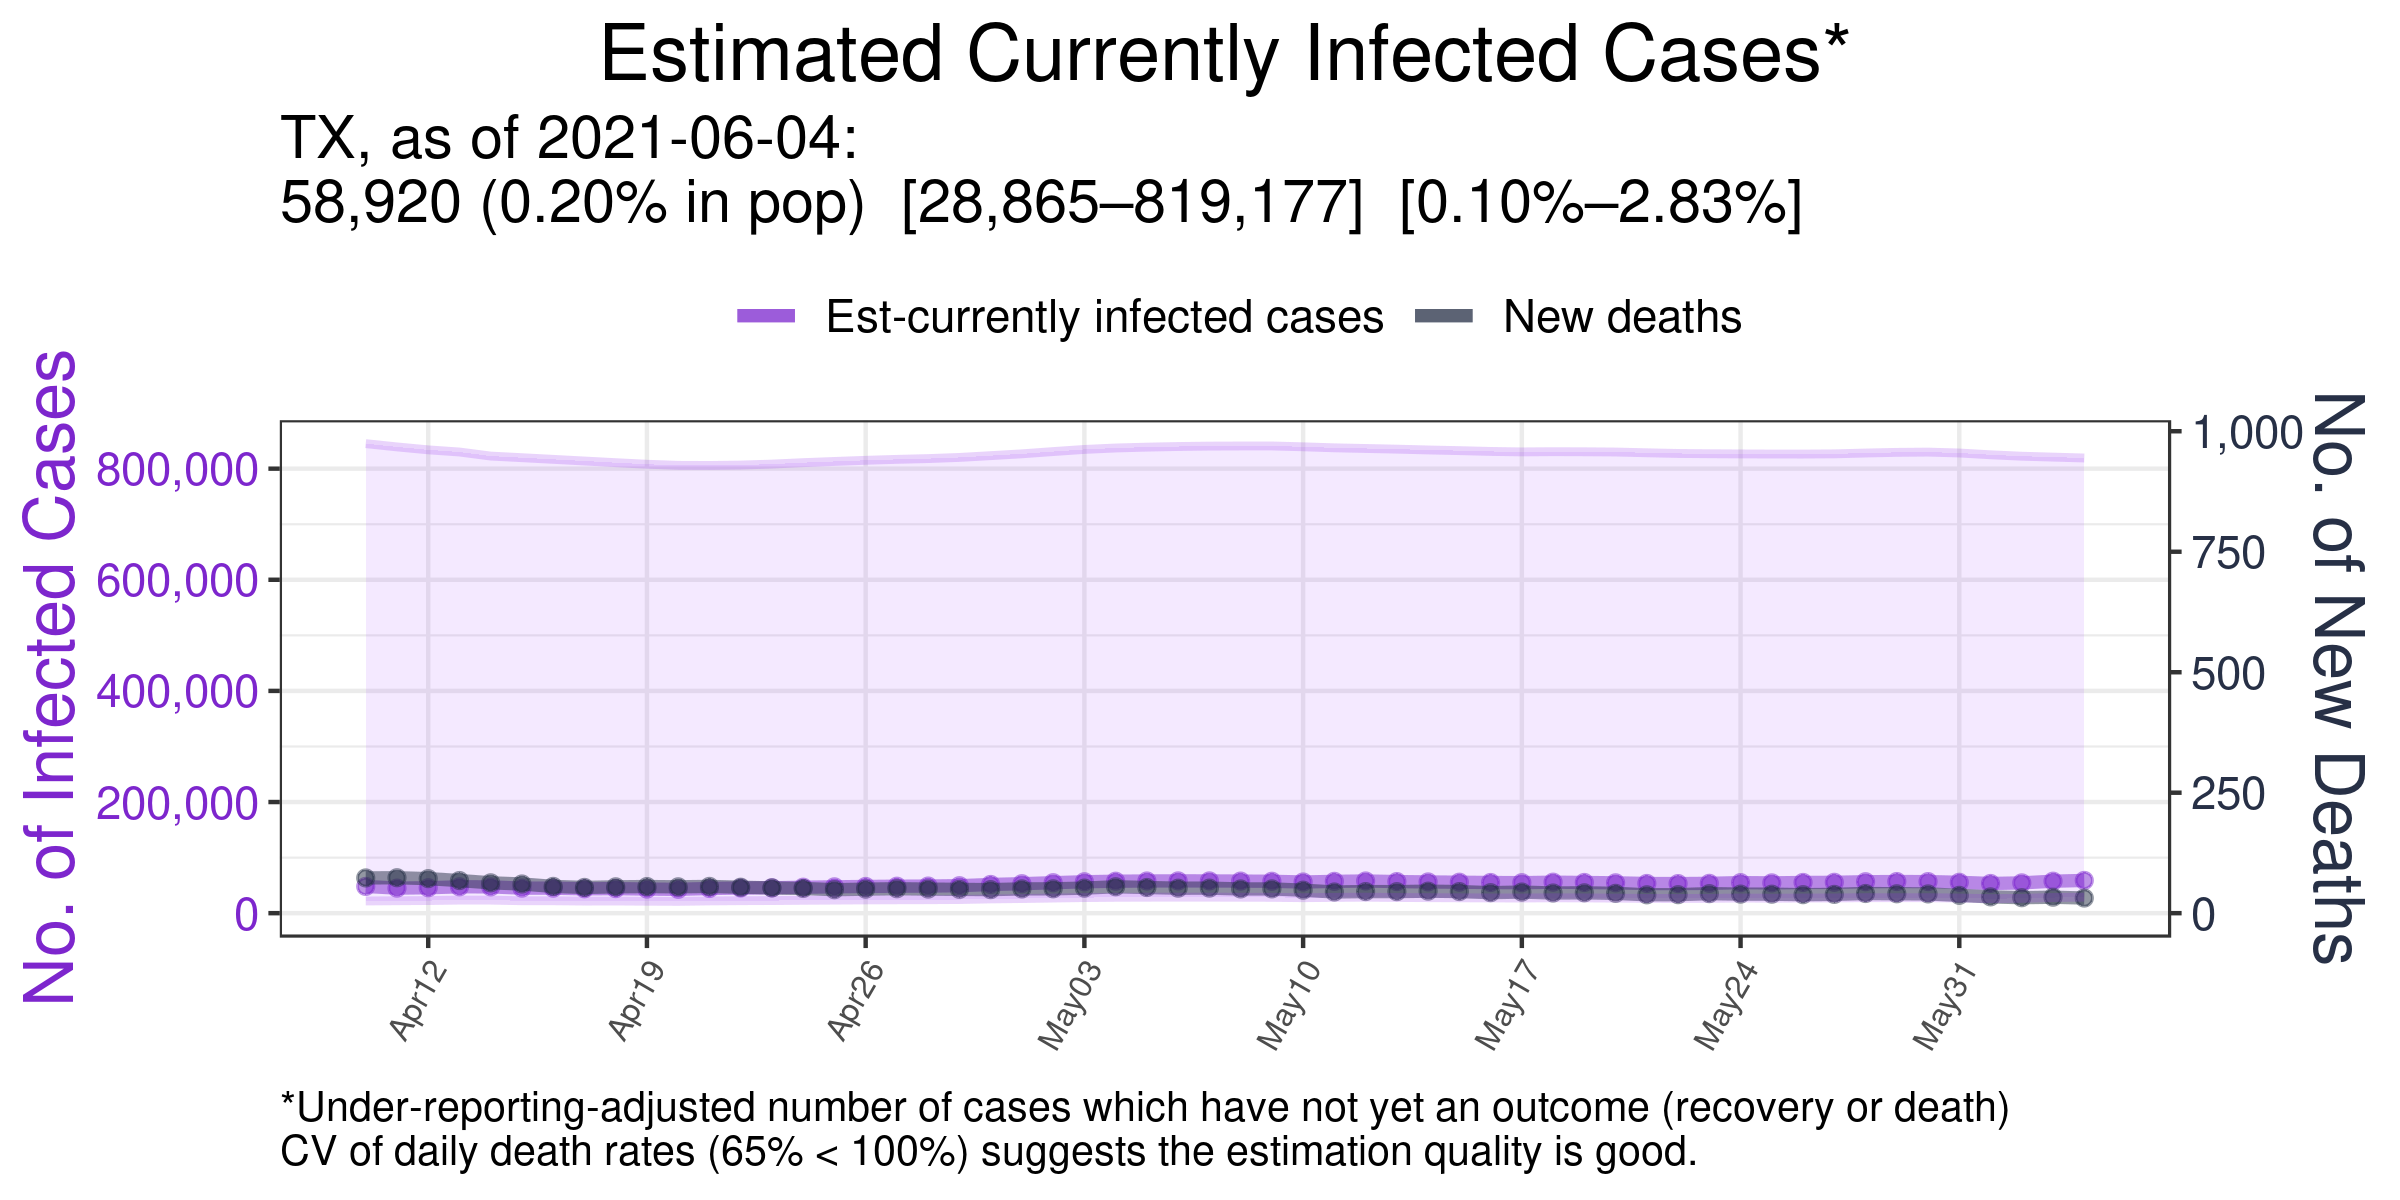 Estimated Currently Infected Cases*
TX, as of 2021-06-04:
58,920 (0.20% in pop)  [28,865–819,177]  [0.10%–2.83%]
Est-currently infected cases
New deaths
No. of Infected Cases
800,000
600,000
400,000
200,000
0
1,000
750
500
250
0
No. of New Deaths
Apr12
Apr19
Apr26
May03
May10
May17
May24
May31
*Under-reporting-adjusted number of cases which have not yet an outcome (recovery or death)
CV of daily death rates (65% < 100%) suggests the estimation quality is good.